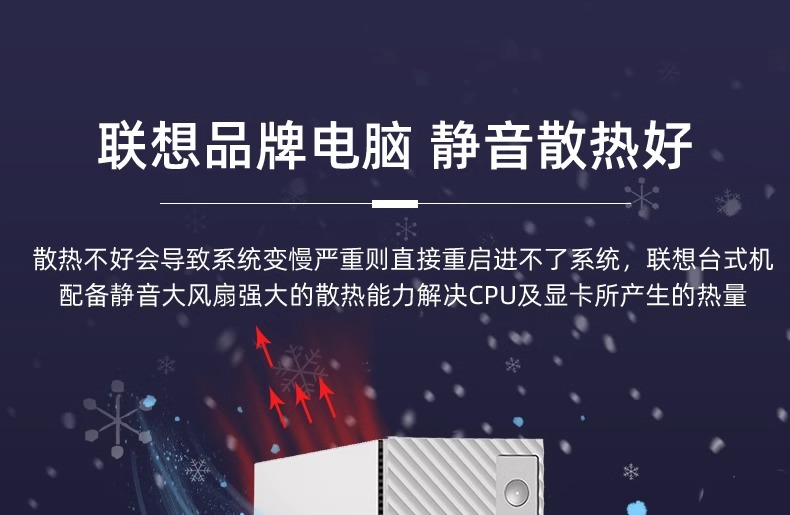 联想品牌电脑 静音散热好
散热不好会导致系统变慢严重则直接重启进不了系统，联想台式机
配备静音大风扇强大的散热能力解决CPU及显卡所产生的热量